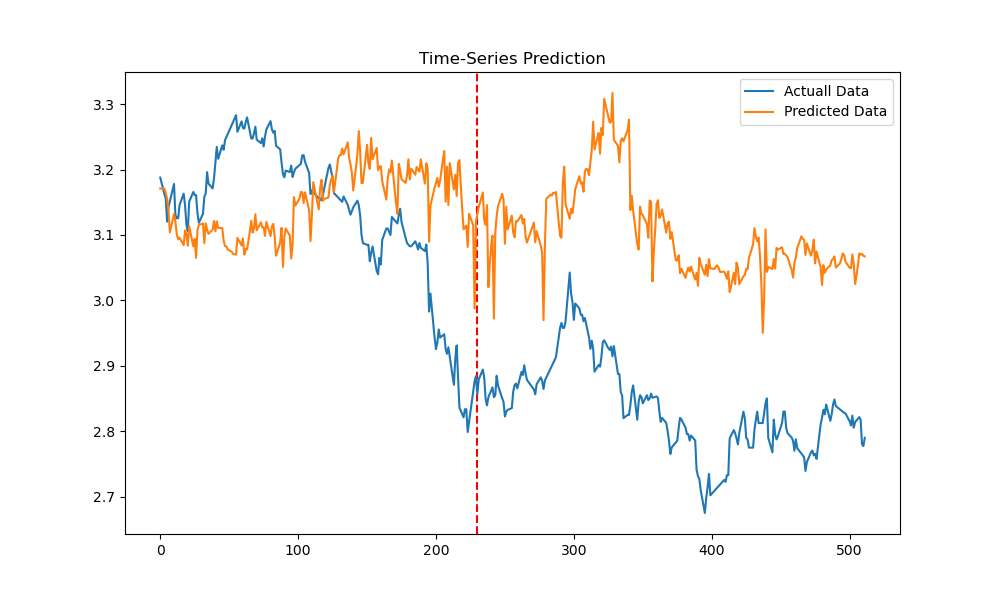 Time-Series Prediction
Actuall Data
Predicted Data
3.3
3.2
3.1
3.0
2.9
2.8
2.7
0 100 200 300 400 500